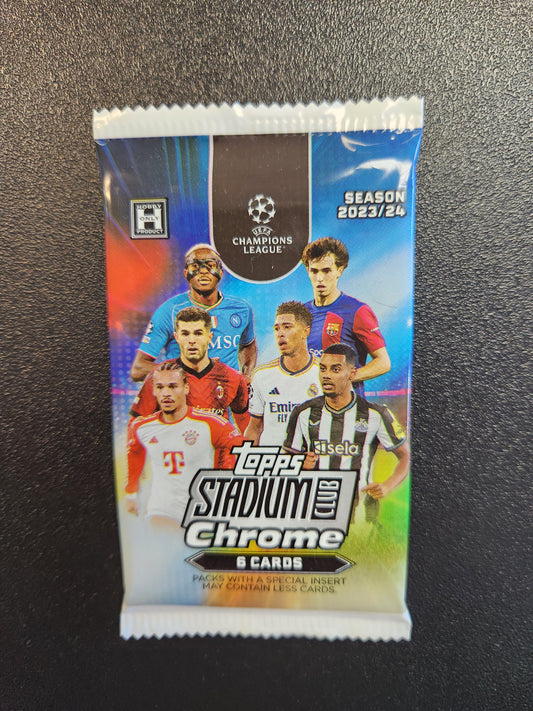 HOBBY
ONLY
PRODUCT
H
SEASON
2023/24
UEFA
CHAMPIONS
LEAGUE
MSC
Emirates
FLY
sela
T
topps
STADIUM
CLUB
Chrome
6 CARDS
PACKS WITH A SPECIAL INSERT
MAY CONTAIN LESS CARDS.